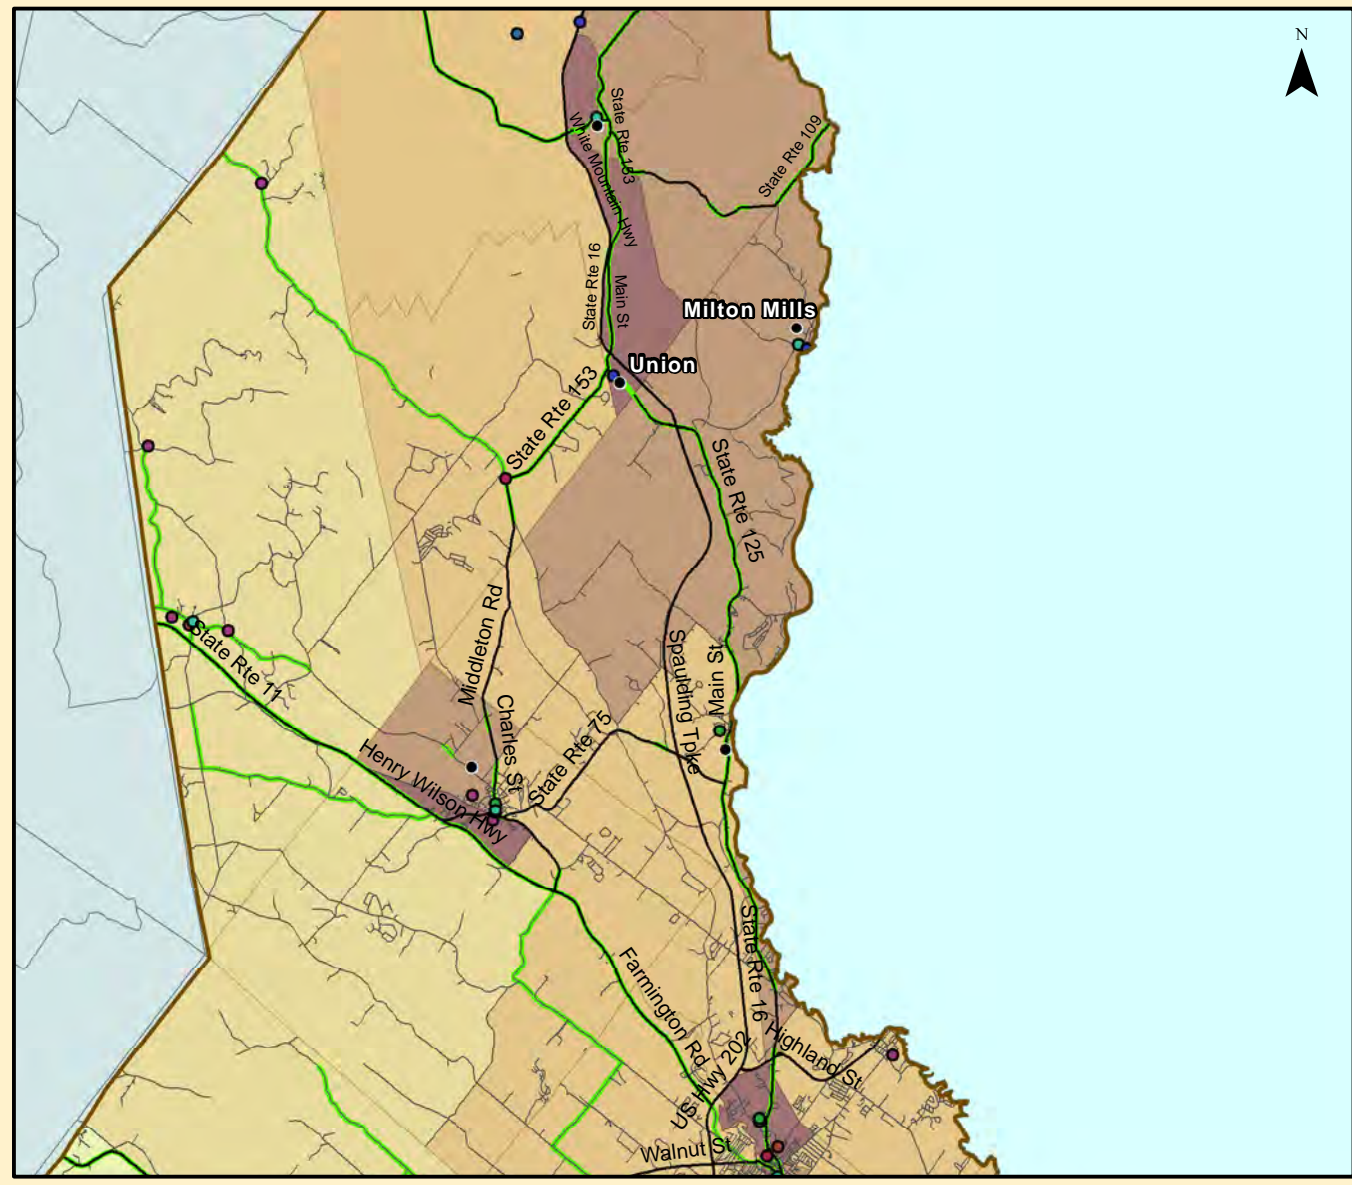 N
State Rte 153
White Mountain Hwy
State Rte 109
State Rte 16
Main St
Milton Mills
Union
State Rte 153
State Rte 125
Middleton Rd
State Rte 11
Spaulding Tpke
Main St
Charles St
State Rte 75
Henry Wilson Hwy
State Rte 16
Farmington Rd
US Hwy 202
Highland St
Walnut St